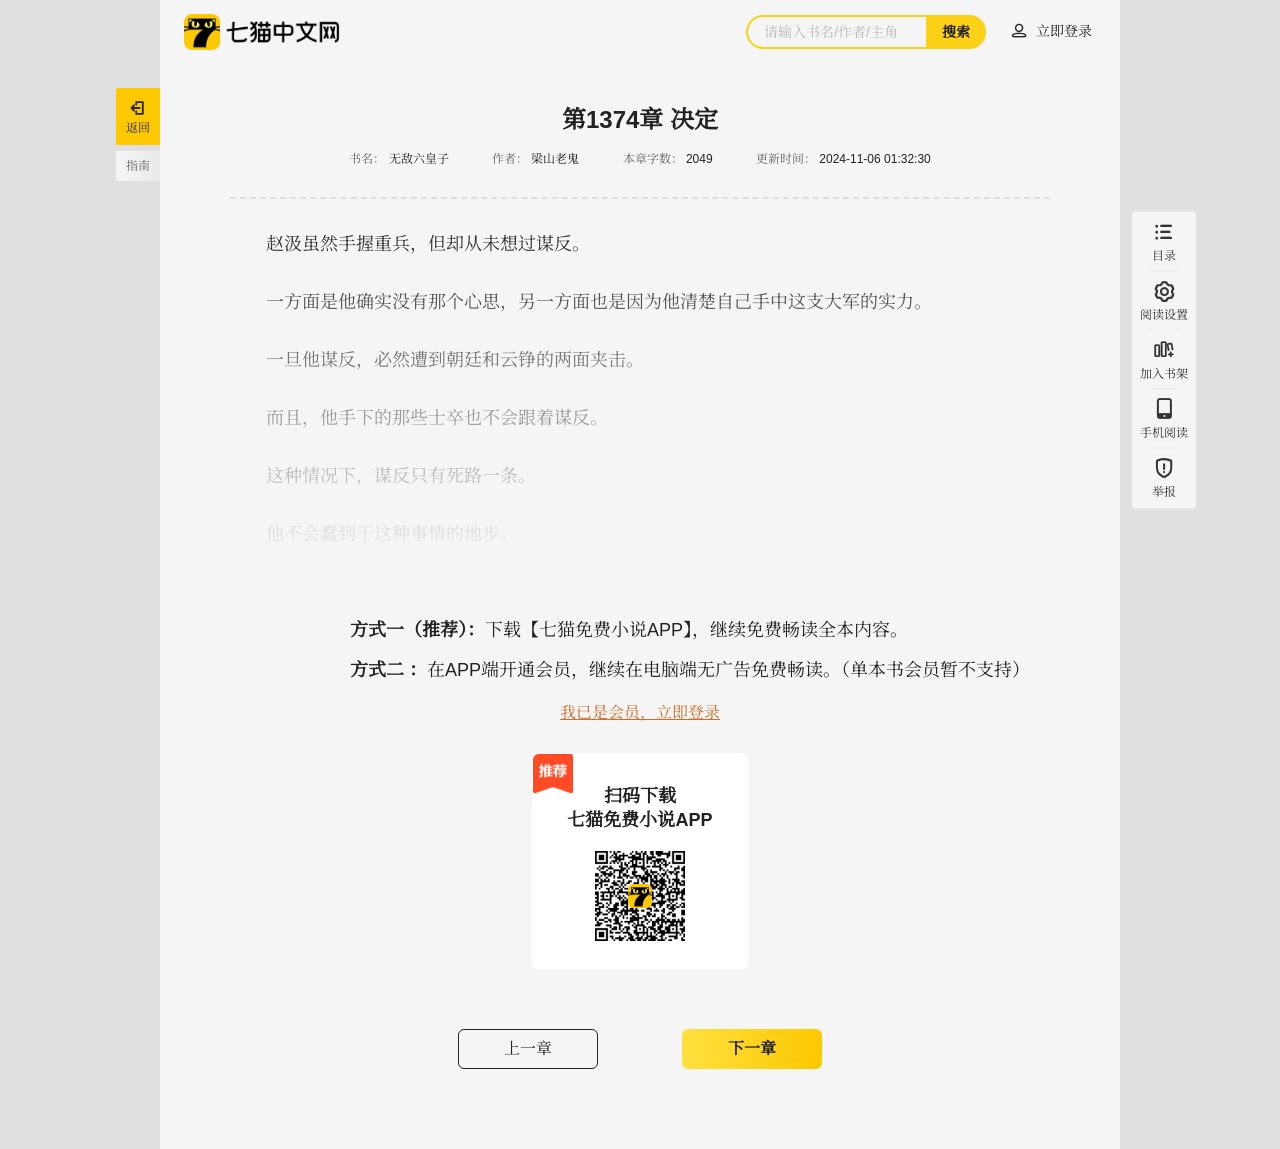 七猫中文网
请输入书名/作者/主角
搜索
立即登录
返回
指南
第1374章 决定
书名： 无敌六皇子 作者： 梁山老鬼 本章字数： 2049 更新时间： 2024-11-06 01:32:30
赵汲虽然手握重兵，但却从未想过谋反。
一方面是他确实没有那个心思，另一方面也是因为他清楚自己手中这支大军的实力。
一旦他谋反，必然遭到朝廷和云铮的两面夹击。
而且，他手下的那些士卒也不会跟着谋反。
这种情况下，谋反只有死路一条。
他不会蠢到干这种事情的地步。
目录
阅读设置
加入书架
手机阅读
举报
方式一（推荐）：下载【七猫免费小说APP】，继续免费畅读全本内容。
方式二 ：在APP端开通会员，继续在电脑端无广告免费畅读。（单本书会员暂不支持）
我已是会员，立即登录
推荐
扫码下载
七猫免费小说APP
上一章
下一章